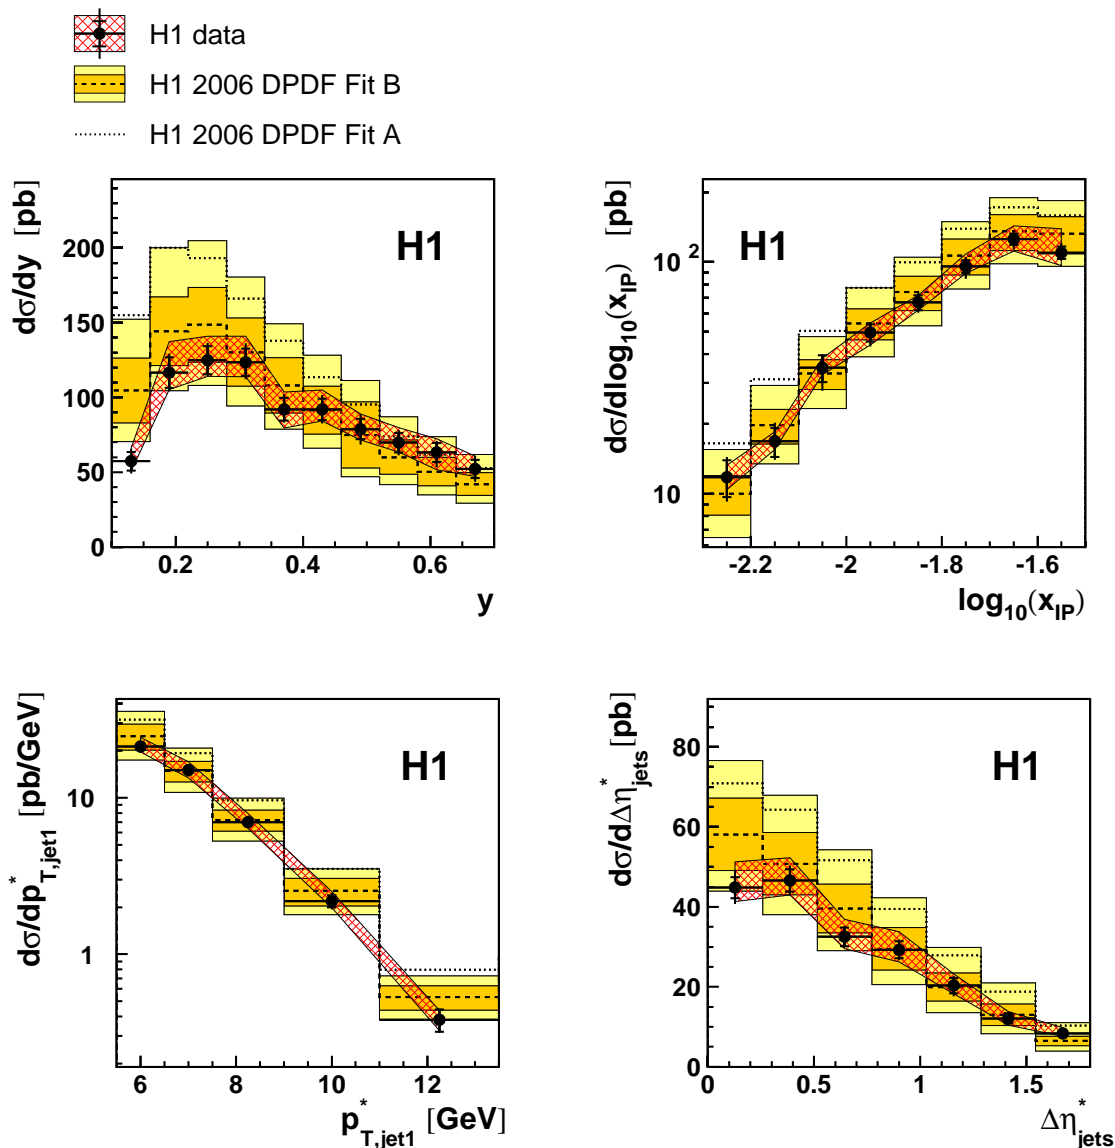 H1 data
H1 2006 DPDF Fit B
H1 2006 DPDF Fit A
dσ/dy [pb]
H1
200
150
100
50
0
0.2 0.4 0.6
y
dσ/dlog10(xIP) [pb]
H1
10 2
10
-2.2 -2 -1.8 -1.6
log10(xIP)
dσ/dp*T,jet1 [pb/GeV]
H1
10
1
6 8 10 12
p*T,jet1 [GeV]
dσ/dΔη*jets [pb]
H1
80
60
40
20
0
0 0.5 1 1.5
Δη*jets